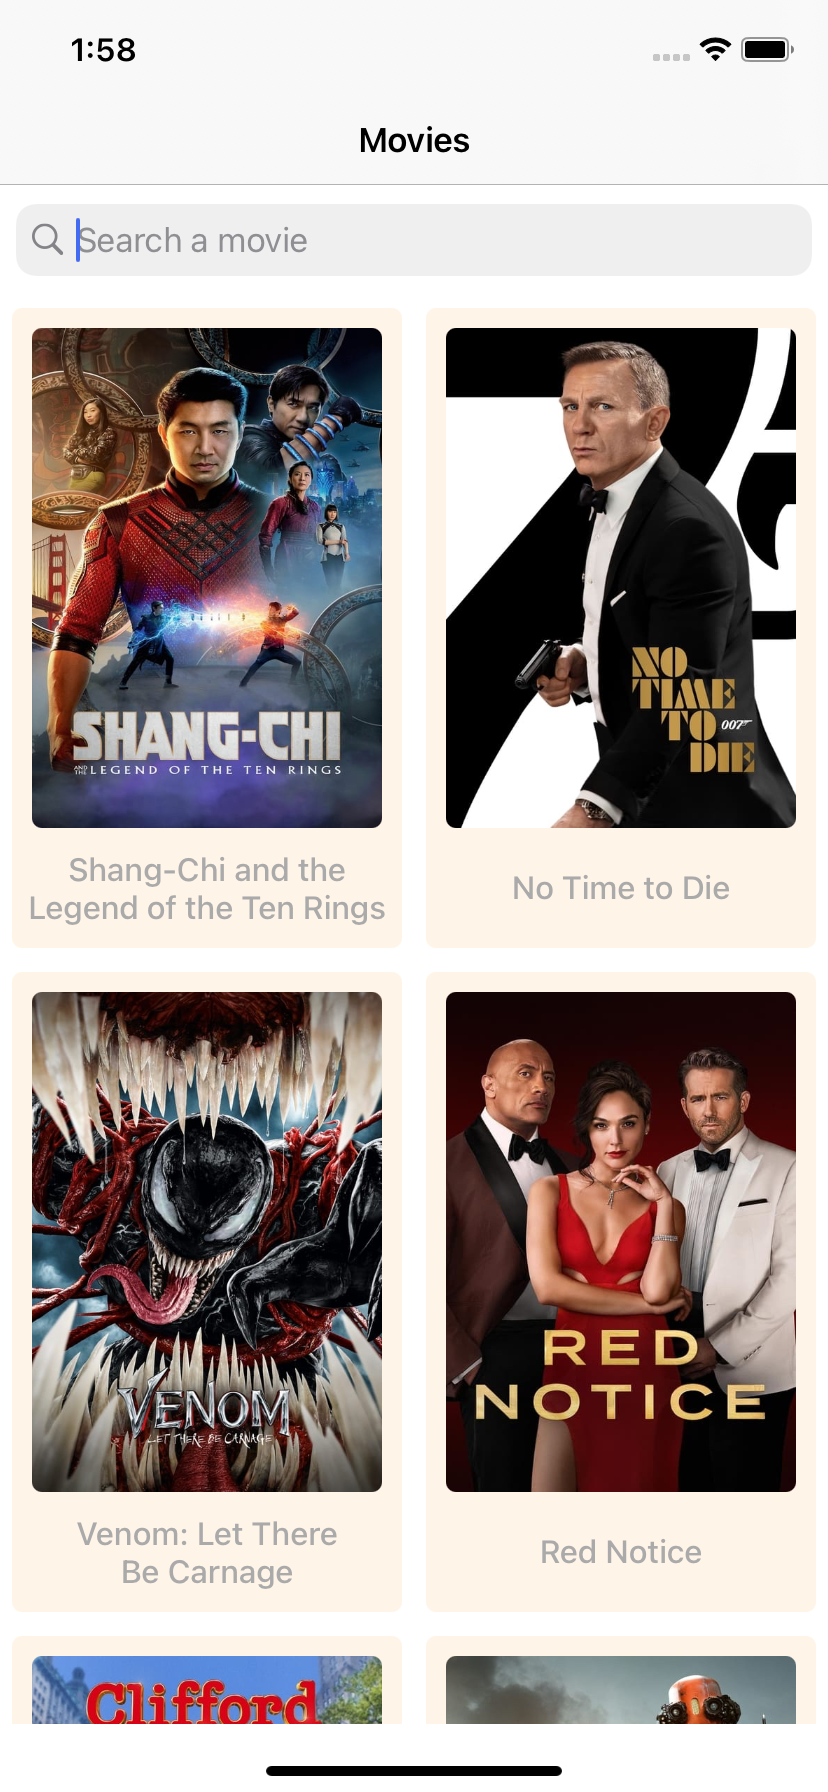 1:58
Movies
Search a movie
SHANG-CHI
AND THE LEGEND OF THE TEN RINGS
Shang-Chi and the
Legend of the Ten Rings
NO
TIME
TO 007
DIE
No Time to Die
VENOM
LET THERE BE CARNAGE
Venom: Let There
Be Carnage
RED
NOTICE
Red Notice
Clifford